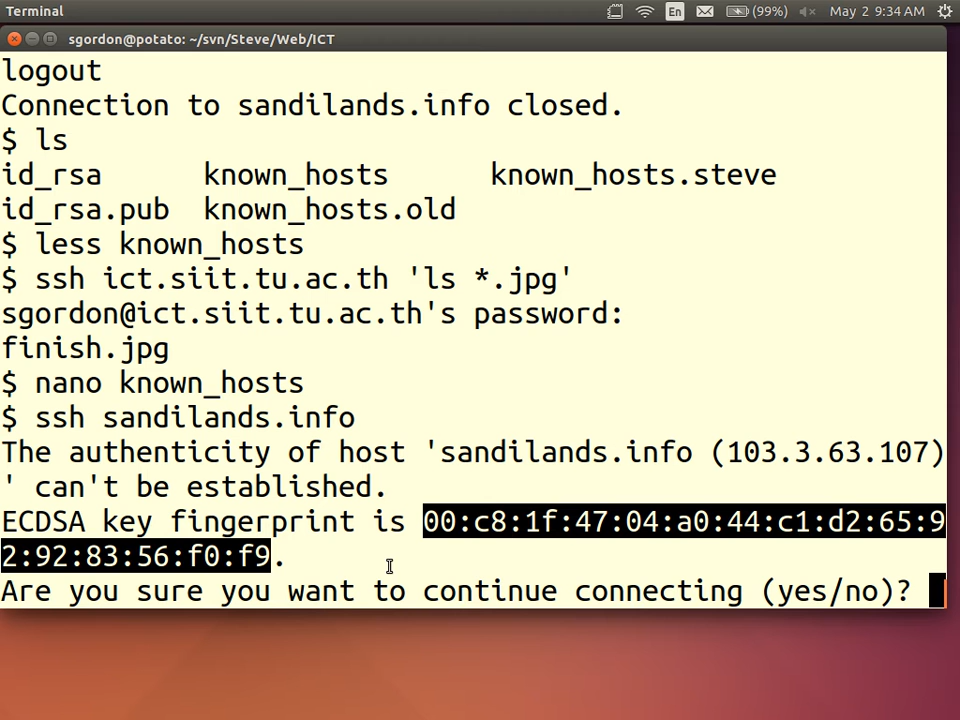 Terminal
En
(99%)
May 2 9:34 AM
sgordon@potato: ~/svn/Steve/Web/ICT
logout
Connection to sandilands.info closed.
$ ls
id_rsa known_hosts known_hosts.steve
id_rsa.pub known_hosts.old
$ less known_hosts
$ ssh ict.siit.tu.ac.th 'ls *.jpg'
sgordon@ict.siit.tu.ac.th's password:
finish.jpg
$ nano known_hosts
$ ssh sandilands.info
The authenticity of host 'sandilands.info (103.3.63.107)
' can't be established.
ECDSA key fingerprint is 00:c8:1f:47:04:a0:44:c1:d2:65:9
2:92:83:56:f0:f9.
Are you sure you want to continue connecting (yes/no)?